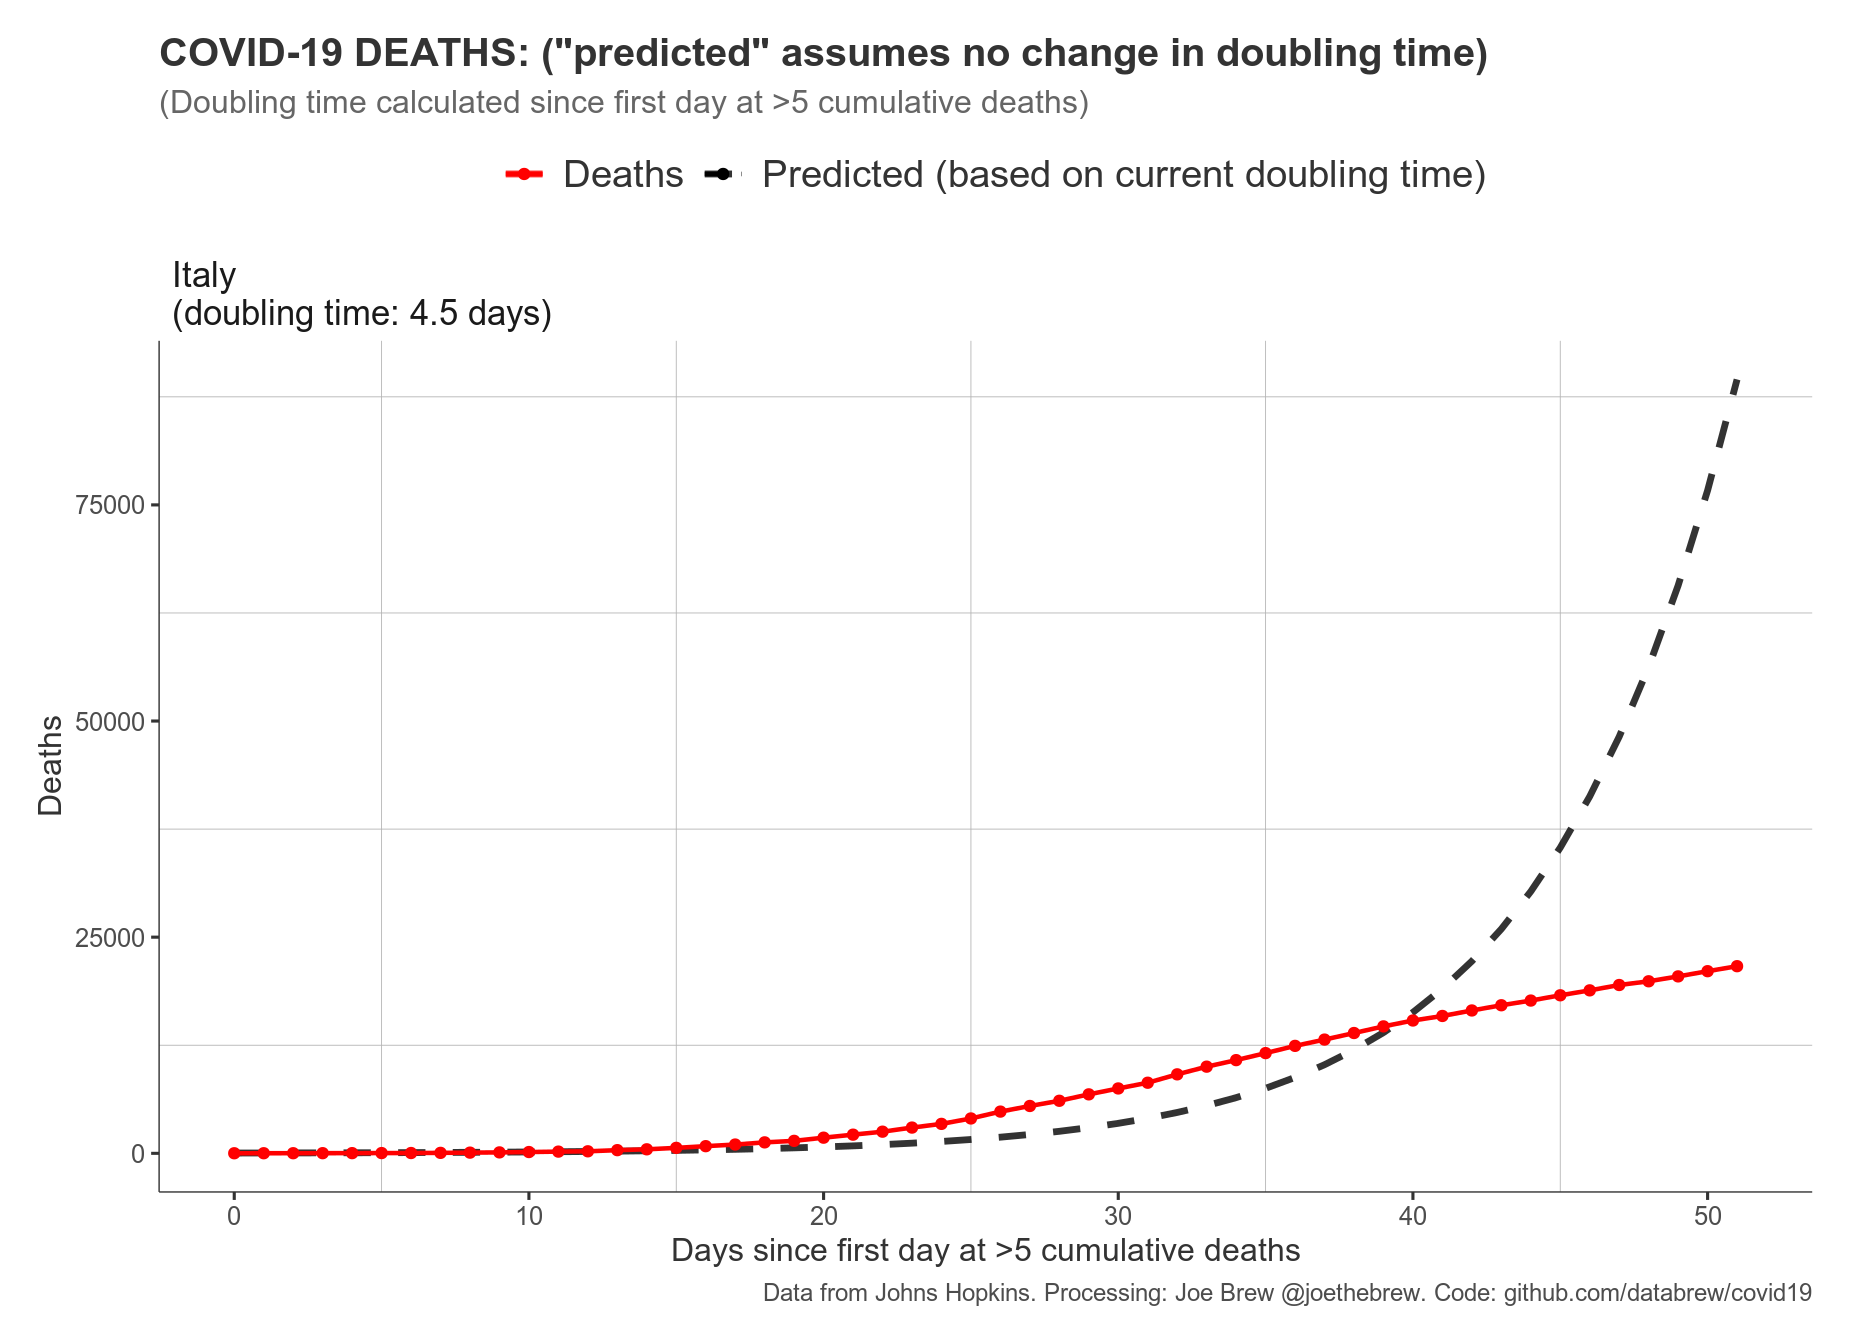 COVID-19 DEATHS: ("predicted" assumes no change in doubling time)
(Doubling time calculated since first day at >5 cumulative deaths)
Deaths Predicted (based on current doubling time)
Italy
(doubling time: 4.5 days)
75000
50000
25000
0
Deaths
0 10 20 30 40 50
Days since first day at >5 cumulative deaths
Data from Johns Hopkins. Processing: Joe Brew @joethebrew. Code: github.com/databrew/covid19